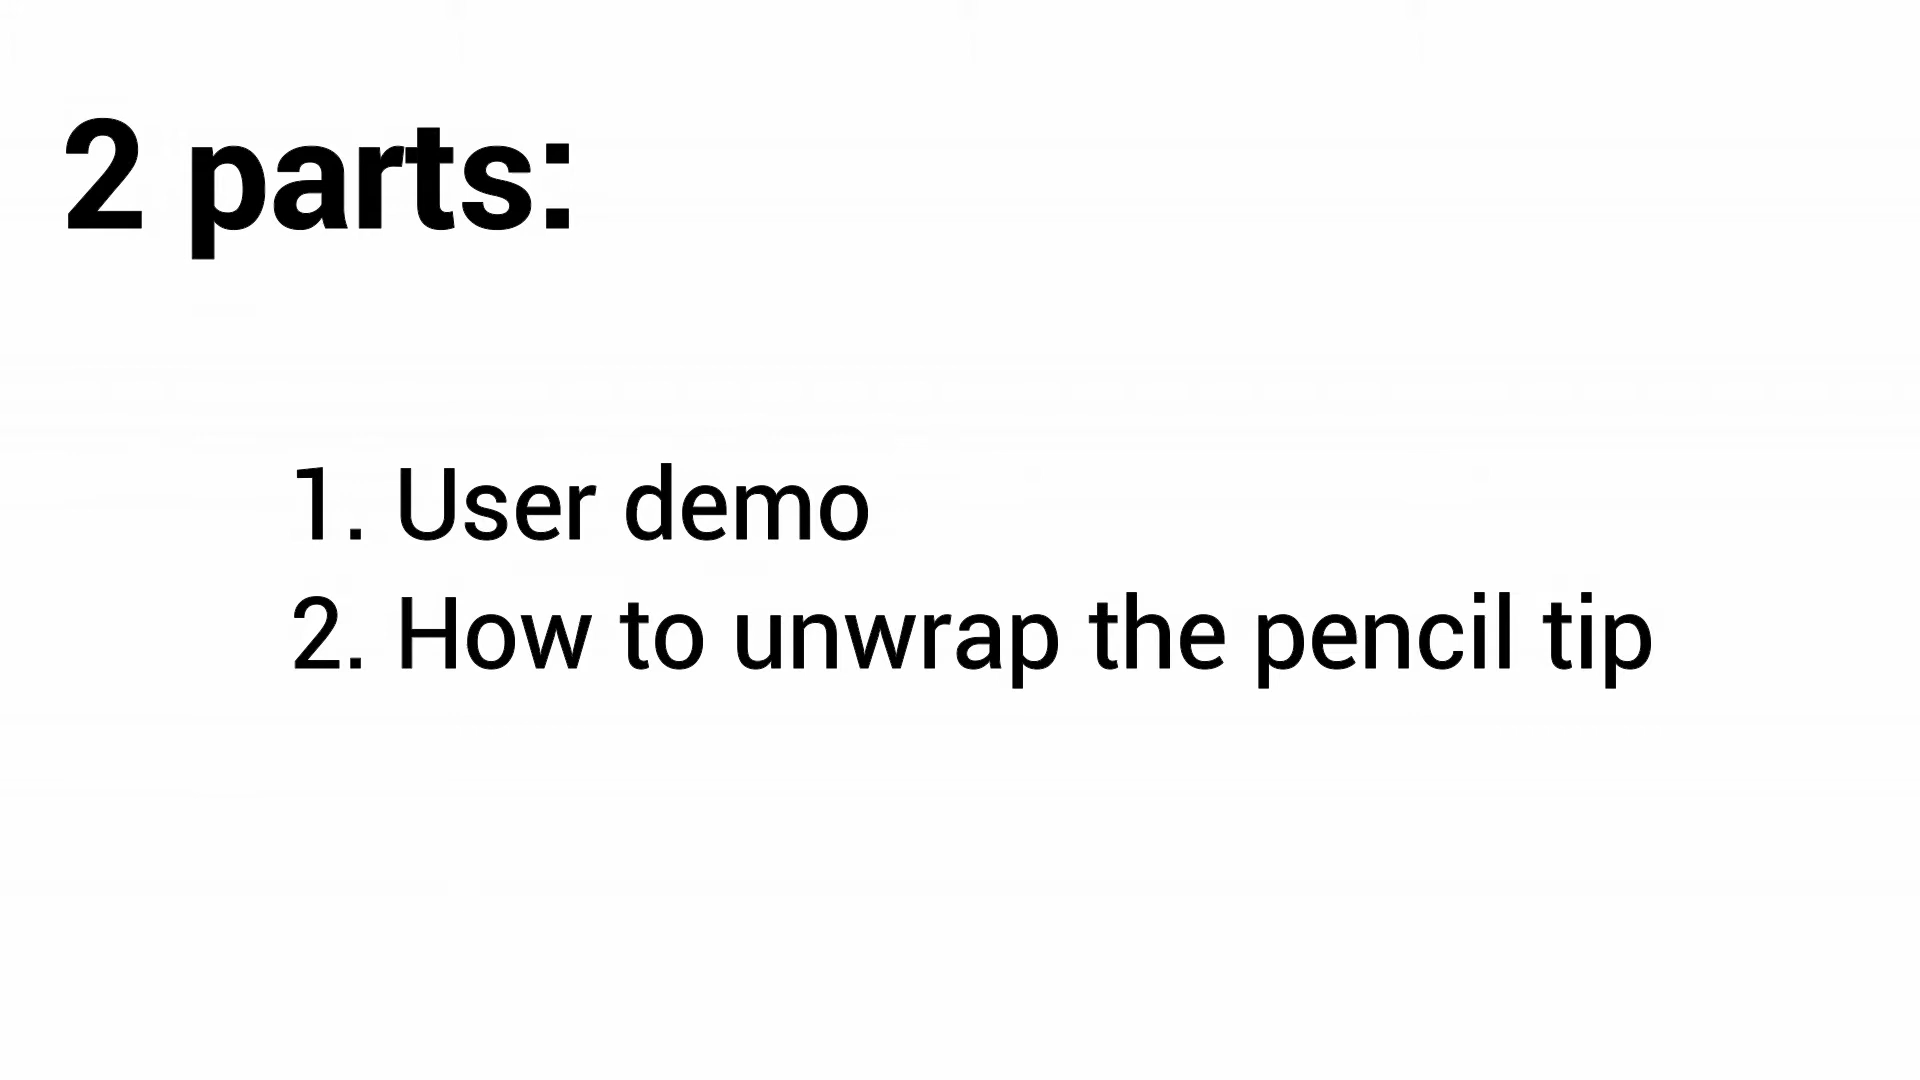 2 parts:
1. User demo
2. How to unwrap the pencil tip